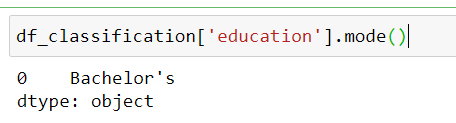 df_classification['education'].mode()
0    Bachelor's
dtype: object